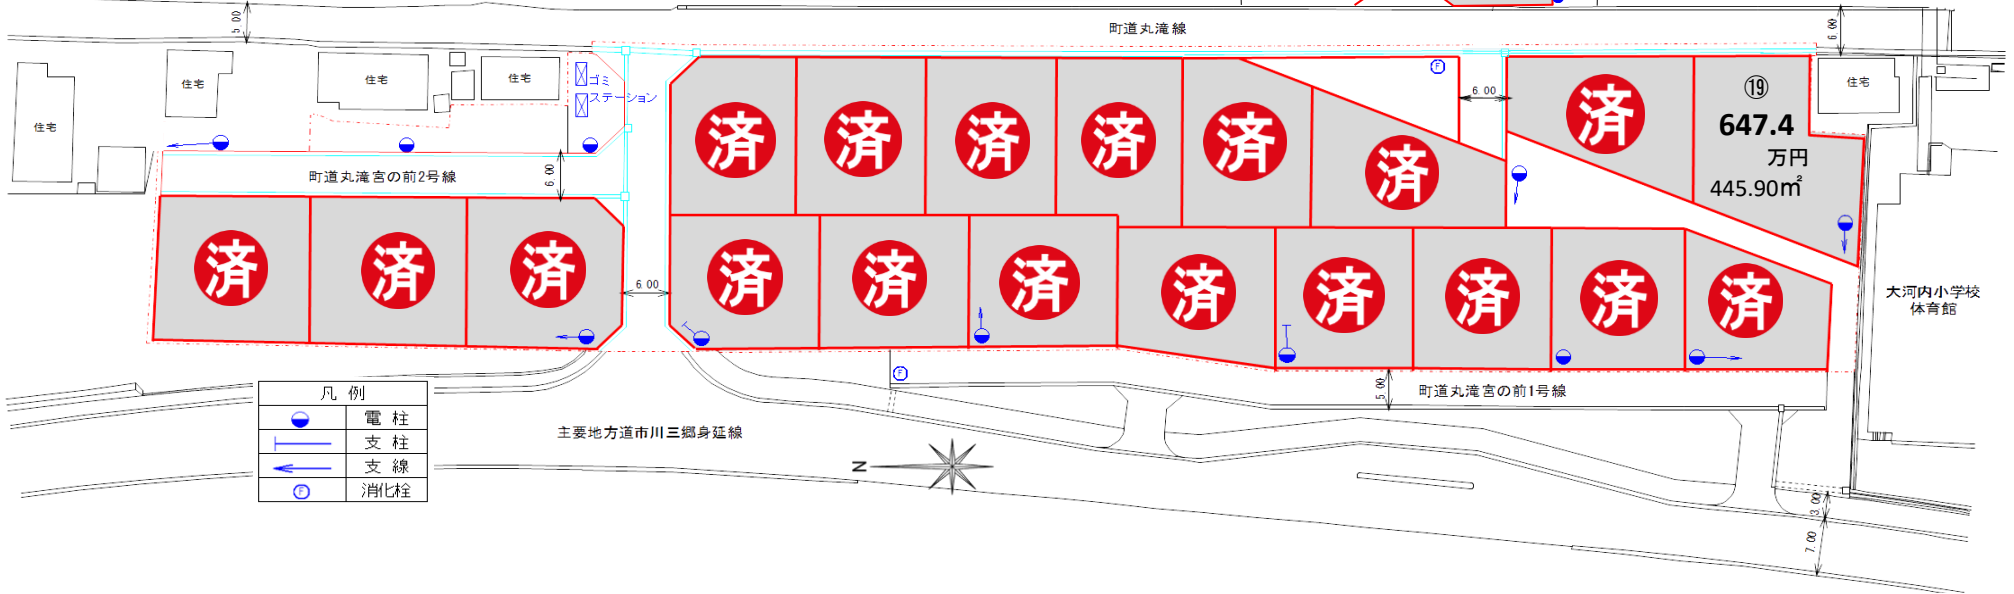 町道丸滝線
5.00
6.00
住宅
住宅
住宅
住宅
ゴミ
ステーション
F
6.00
住宅
⑲
647.4
万円
445.90㎡
済
済
済
済
済
済
済
町道丸滝宮の前2号線
6.00
済
済
済
6.00
済
済
済
済
済
済
済
済
大河内小学校
体育館
F
5.00
町道丸滝宮の前1号線
凡例
電柱
支柱
支線
F
消化栓
主要地方道市川三郷身延線
N
3.00
7.00